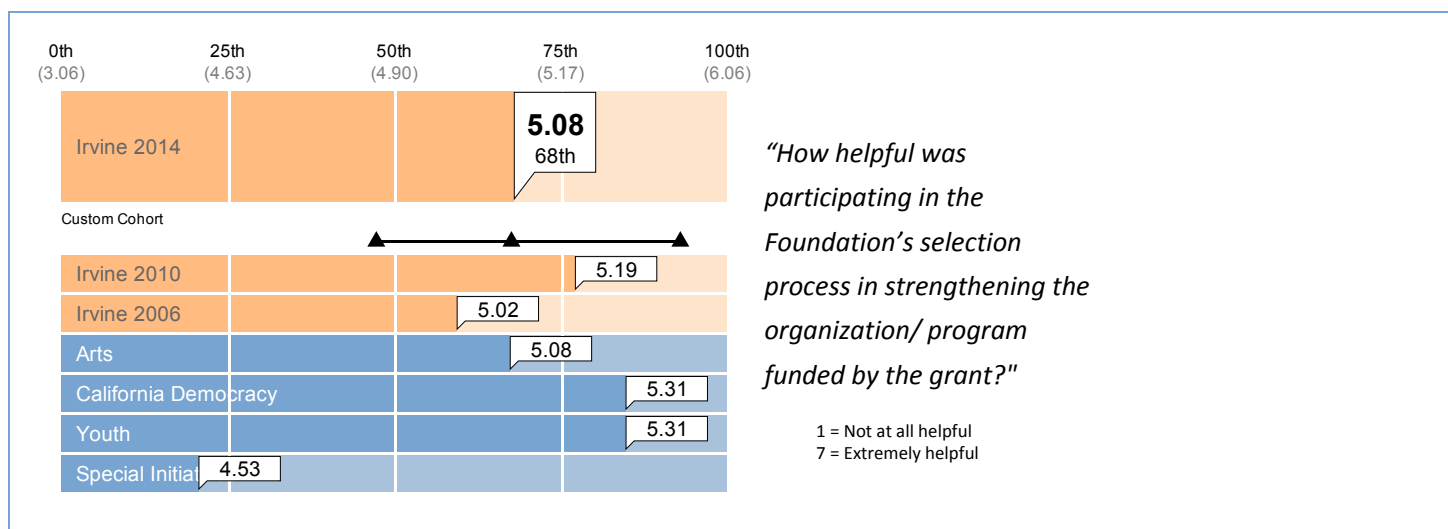 0th 25th 50th 75th 100th
(3.06) (4.63) (4.90) (5.17) (6.06)
Irvine 2014
5.08
68th
Custom Cohort
Irvine 2010 5.19
Irvine 2006 5.02
Arts 5.08
California Democracy 5.31
Youth 5.31
Special Initiat 4.53
“How helpful was
participating in the
Foundation’s selection
process in strengthening the
organization/ program
funded by the grant?"
1 = Not at all helpful
7 = Extremely helpful